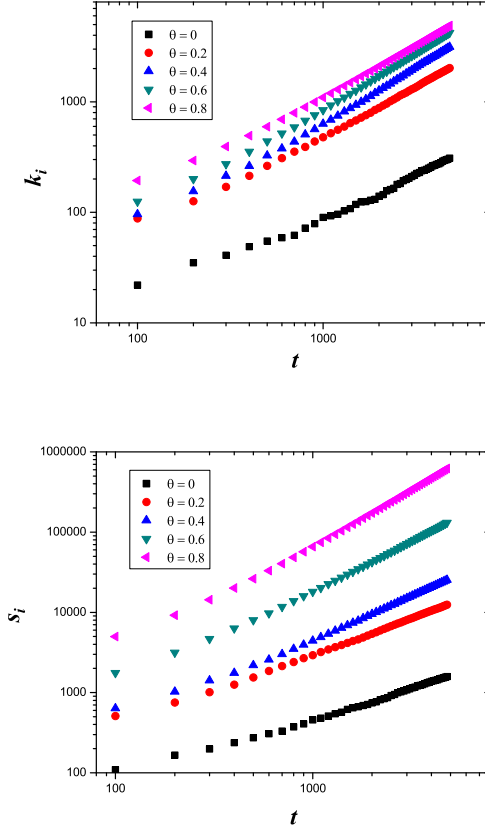 θ = 0
θ = 0.2
θ = 0.4
θ = 0.6
θ = 0.8
1000
100
10
k_i
100 1000
t
1000000
100000
10000
1000
100
s_i
θ = 0
θ = 0.2
θ = 0.4
θ = 0.6
θ = 0.8
100 1000
t